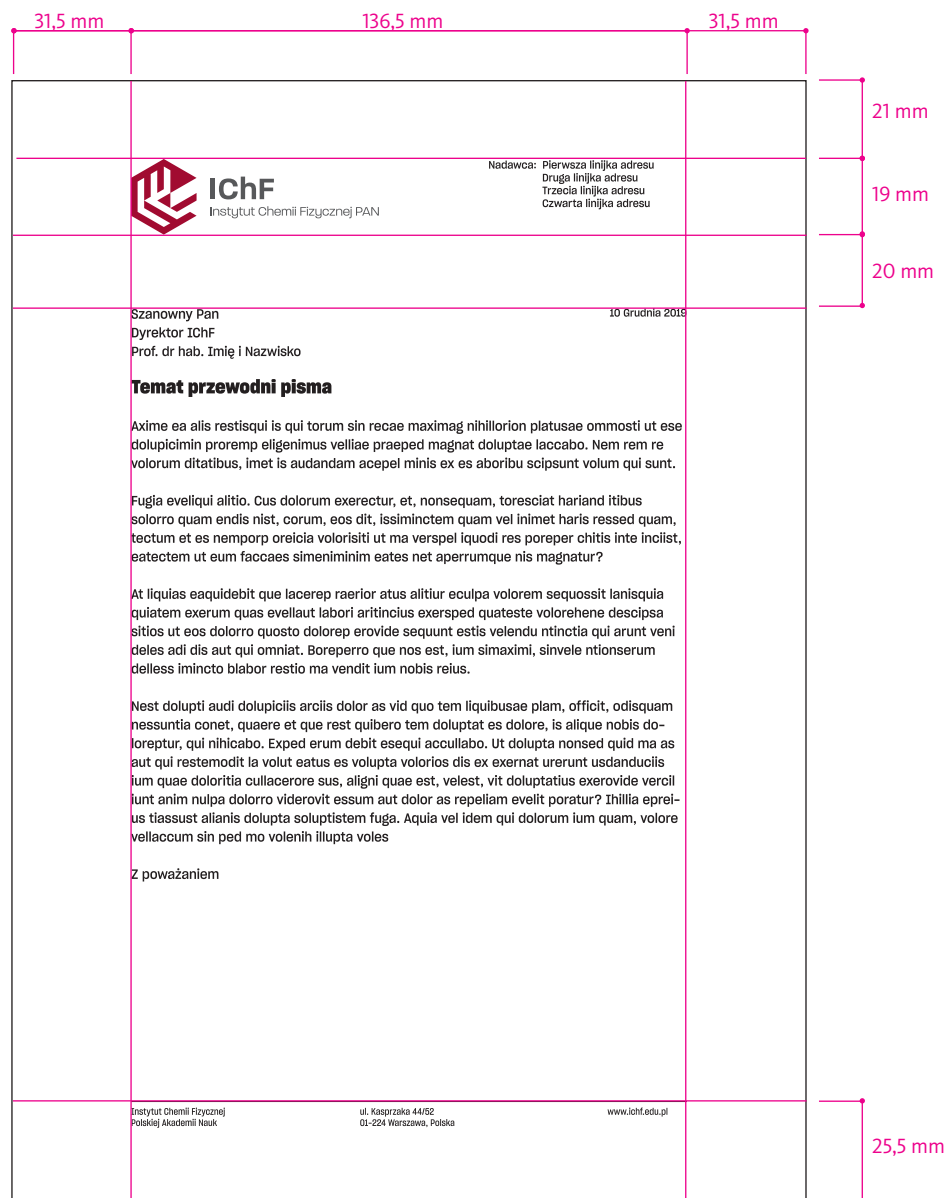 31,5 mm 136,5 mm 31,5 mm
21 mm
19 mm
20 mm
IChF
Instytut Chemii Fizycznej PAN
Nadawca: Pierwsza linijka adresu
Druga linijka adresu
Trzecia linijka adresu
Czwarta linijka adresu
Szanowny Pan
10 Grudnia 2019
Dyrektor IChF
Prof. dr hab. Imię i Nazwisko
Temat przewodni pisma
Axime ea alis restisqui is qui torum sin recae maximag nihillorion platusae ommosti ut ese
dolupicimin proremp eligenimus velliae praeped magnat doluptae laccabo. Nem rem re
volorum ditatibus, imet is audandam acepel minis ex es aboribu scipsunt volum qui sunt.
Fugia eveliqui alitio. Cus dolorum exerectur, et, nonsequam, toresciat hariand itibus
solorro quam endis nist, corum, eos dit, issiminctem quam vel inimet haris ressed quam,
tectum et es nemporp oreicia volorisiti ut ma verspel iquodi res poreper chitis inte inciist,
eatectem ut eum faccaes simeniminim eates net aperrumque nis magnatur?
At liquias eaquidebit que lacerep raerior atus alitiur eculpa volorem sequossit lanisquia
quiatem exerum quas evellaut labori aritincius exersped quateste volorehene descipsa
sitios ut eos dolorro quosto dolorep erovide sequunt estis velendu ntinctia qui arunt veni
deles adi dis aut qui omniat. Boreperro que nos est, ium simaximi, sinvele ntionserum
delless imincto blabor restio ma vendit ium nobis reius.
Nest dolupti audi dolupiciis arciis dolor as vid quo tem liquibusae plam, officit, odisquam
nessuntia conet, quaere et que rest quibero tem doluptat es dolore, is alique nobis do-
loreptur, qui nihicabo. Exped erum debit esequi accullabo. Ut dolupta nonsed quid ma as
aut qui restemodit la volut eatus es volupta volorios dis ex exernat urerunt usdanduciis
ium quae doloritia cullacerore sus, aligni quae est, velest, vit doluptatius exerovide vercil
iunt anim nulpa dolorro viderovit essum aut dolor as repeliam evelit poratur? Ihillia eprei-
us tiassust alianis dolupta soluptistem fuga. Aquia vel idem qui dolorum ium quam, volore
vellaccum sin ped mo volenih illupta voles
Z poważaniem
Instytut Chemii Fizycznej
Polskiej Akademii Nauk
ul. Kasprzaka 44/52
01-224 Warszawa, Polska
www.ichf.edu.pl
25,5 mm